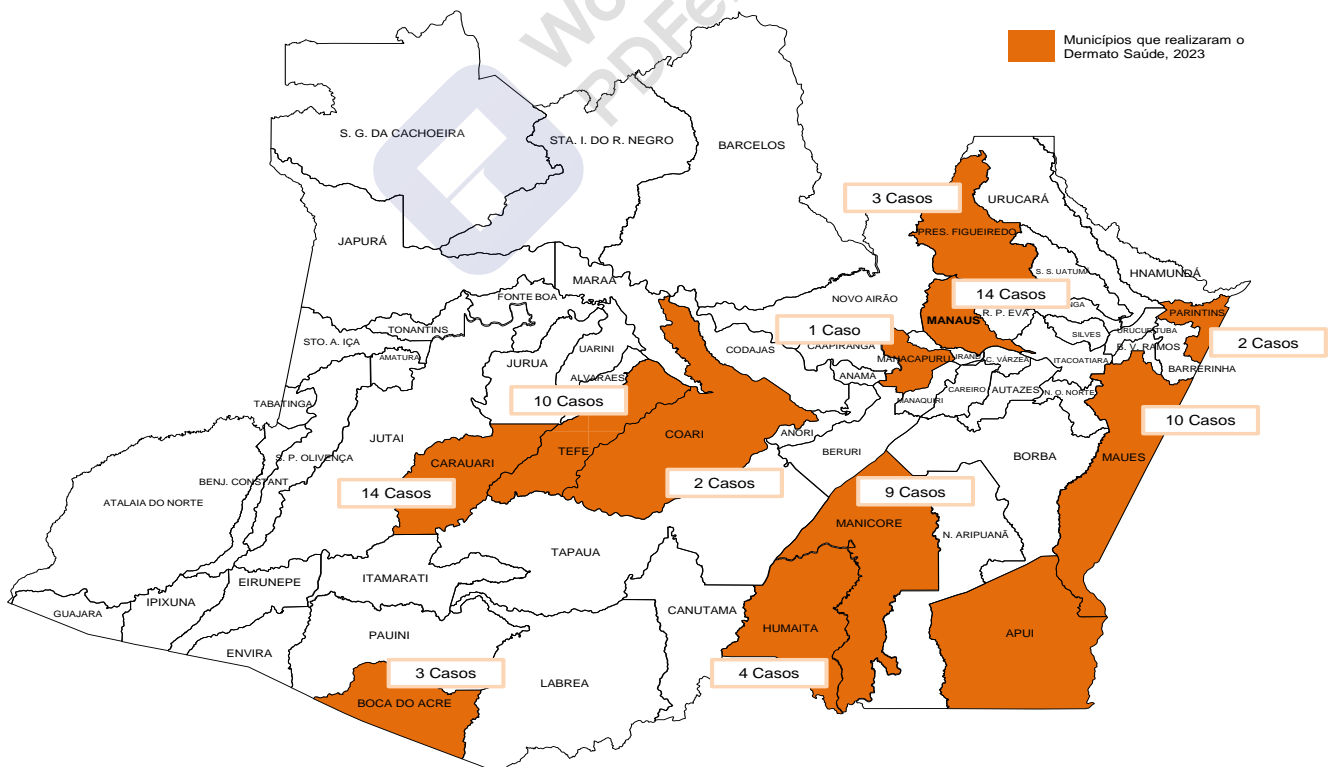 Municípios que realizaram o
Dermato Saúde, 2023
S. G. DA CACHOEIRA
STA. I. DO R. NEGRO
BARCELOS
3 Casos
URUCARÁ
PRES. FIGUEIREDO
JAPURÁ
S. S. UATUMA
HNAMUNDÁ
MARAA
FONTE BOA
NOVO AIRÃO
14 Casos
NGA
PARINTINS
R. P. EVA
MANAUS
TONANTINS
1 Caso
URUCURITUBA
STO. A. IÇA
SILVES
2 Casos
CAAPIRANGA
B. V. RAMOS
UARINI
CODAJAS
AMATURA
MANACAPURU
IRAND
C. VÁRZEA
ITACOATIARA
JURUA
BARRERINHA
ALVARAES
ANAMA
CAREIRO
AUTAZES
N. O. NORTE
10 Casos
MANAQUIRI
TABATINGA
10 Casos
JUTAI
COARI
ANORI
TEFE
BERURI
BORBA
MAUES
S. P. OLIVENÇA
CARAUARI
BENJ. CONSTANT
2 Casos
9 Casos
14 Casos
ATALAIA DO NORTE
MANICORE
N. ARIPUANÃ
TAPAUA
ITAMARATI
EIRUNEPE
IPIXUNA
GUAJARA
CANUTAMA
HUMAITA
APUI
PAUINI
ENVIRA
3 Casos
4 Casos
LABREA
BOCA DO ACRE